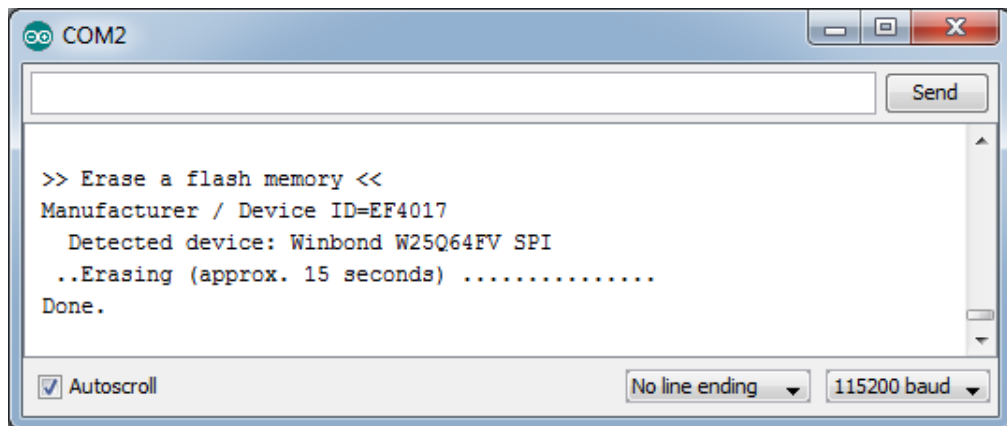 COM2
Send
>> Erase a flash memory <<
Manufacturer / Device ID=EF4017
Detected device: Winbond W25Q64FV SPI
..Erasing (approx. 15 seconds) ...............
Done.
Autoscroll
No line ending
115200 baud